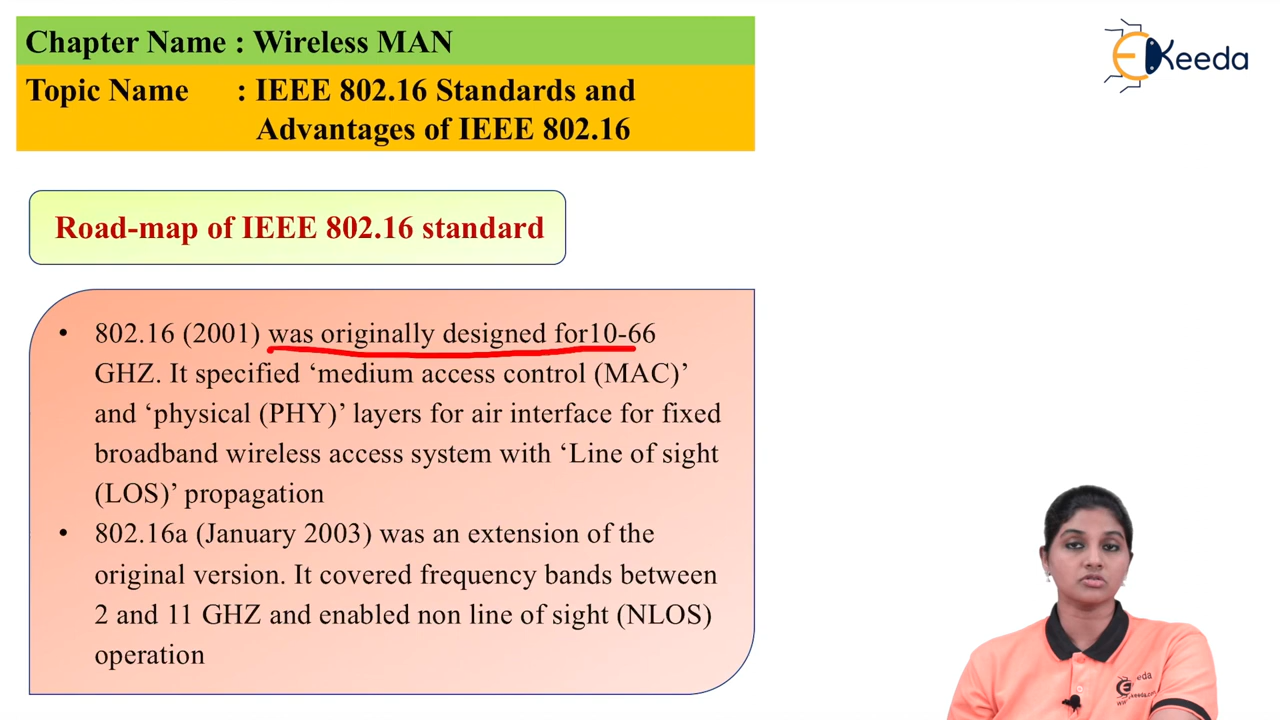 Chapter Name : Wireless MAN
Topic Name : IEEE 802.16 Standards and
Advantages of IEEE 802.16
EKeeda
Road-map of IEEE 802.16 standard
• 802.16 (2001) was originally designed for10-66
GHZ. It specified ‘medium access control (MAC)’
and ‘physical (PHY)’ layers for air interface for fixed
broadband wireless access system with ‘Line of sight
(LOS)’ propagation
• 802.16a (January 2003) was an extension of the
original version. It covered frequency bands between
2 and 11 GHZ and enabled non line of sight (NLOS)
operation